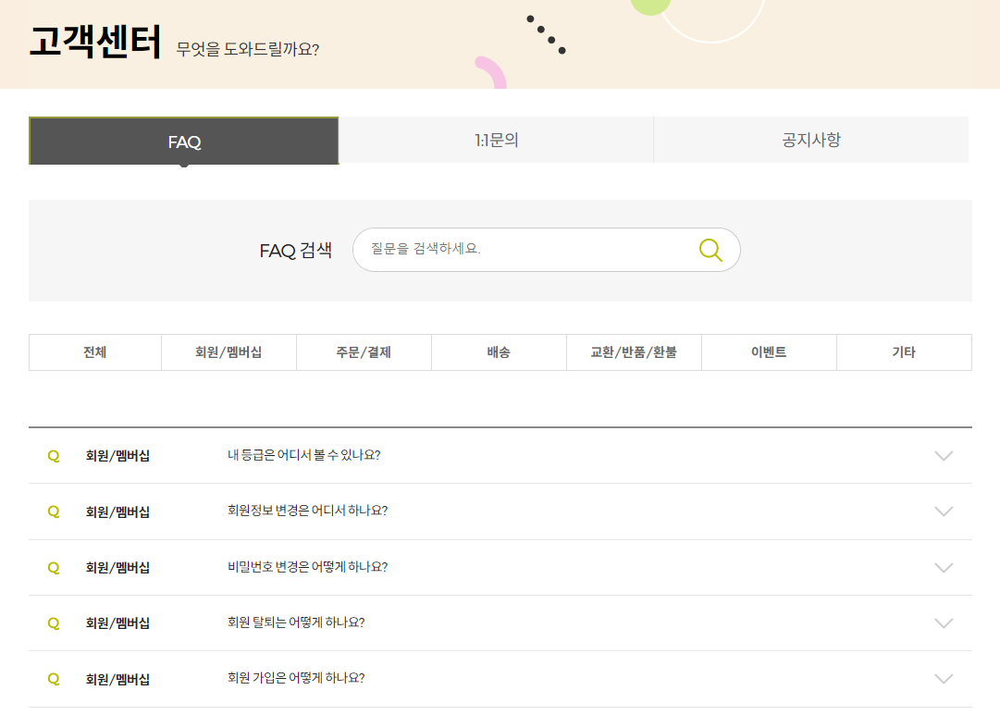 고객센터 무엇을 도와드릴까요?
FAQ 1:1문의 공지사항
FAQ 검색 질문을 검색하세요.
전체 회원/멤버십 주문/결제 배송 교환/반품/환불 이벤트 기타
Q 회원/멤버십 내 등급은 어디서 볼 수 있나요?
Q 회원/멤버십 회원정보 변경은 어디서 하나요?
Q 회원/멤버십 비밀번호 변경은 어떻게 하나요?
Q 회원/멤버십 회원 탈퇴는 어떻게 하나요?
Q 회원/멤버십 회원 가입은 어떻게 하나요?